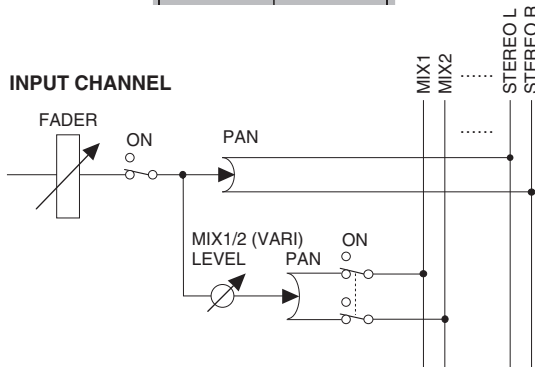 MIX1
MIX2
STEREO L
STEREO R
INPUT CHANNEL
FADER
ON
PAN
MIX1/2 (VARI)
LEVEL
PAN
ON